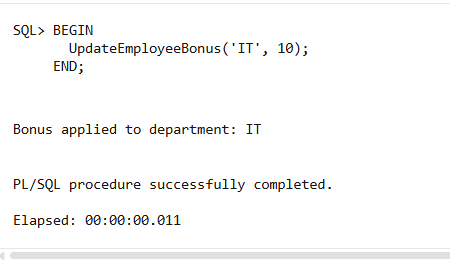 SQL> BEGIN
UpdateEmployeeBonus('IT', 10);
END;
Bonus applied to department: IT
PL/SQL procedure successfully completed.
Elapsed: 00:00:00.011